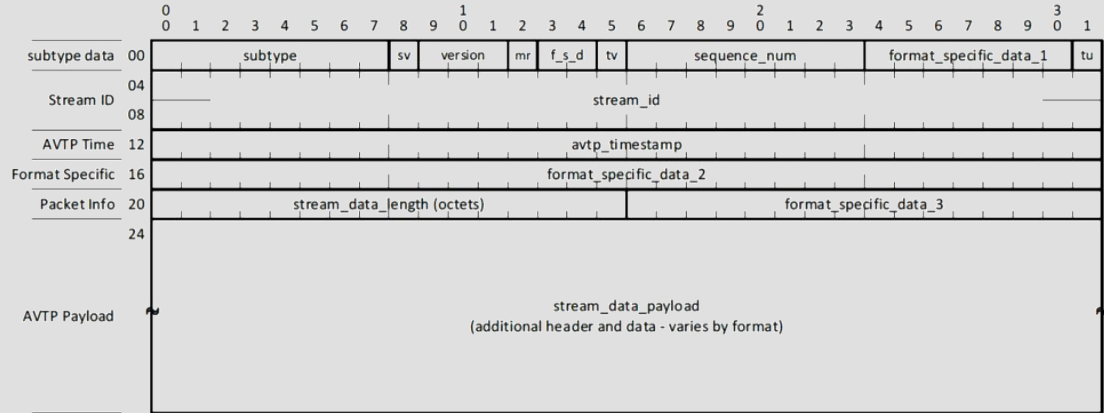 0 1 2 3
0 1 2 3 4 5 6 7 8 9 0 1 2 3 4 5 6 7 8 9 0 1 2 3 4 5 6 7 8 9 0 1
subtype data 00 subtype sv version mr f_s_d tv sequence_num format_specific_data_1 tu
04
Stream ID stream_id
08
AVTP Time 12 avtp_timestamp
Format Specific 16 format_specific_data_2
Packet Info 20 stream_data_length (octets) format_specific_data_3
24
AVTP Payload stream_data_payload
(additional header and data - varies by format)